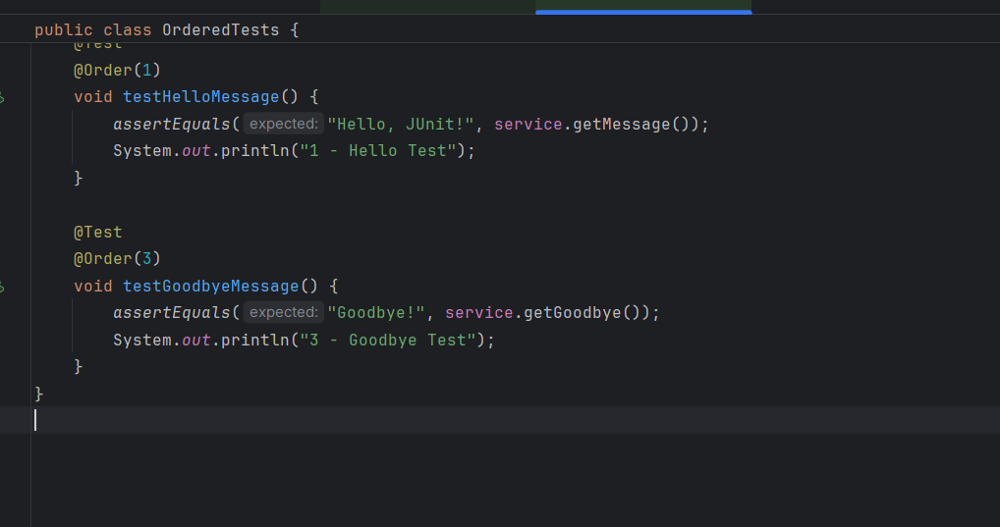 public class OrderedTests {
@Test
@Order(1)
void testHelloMessage() {
assertEquals( expected: "Hello, JUnit!", service.getMessage());
System.out.println("1 - Hello Test");
}
@Test
@Order(3)
void testGoodbyeMessage() {
assertEquals( expected: "Goodbye!", service.getGoodbye());
System.out.println("3 - Goodbye Test");
}
}